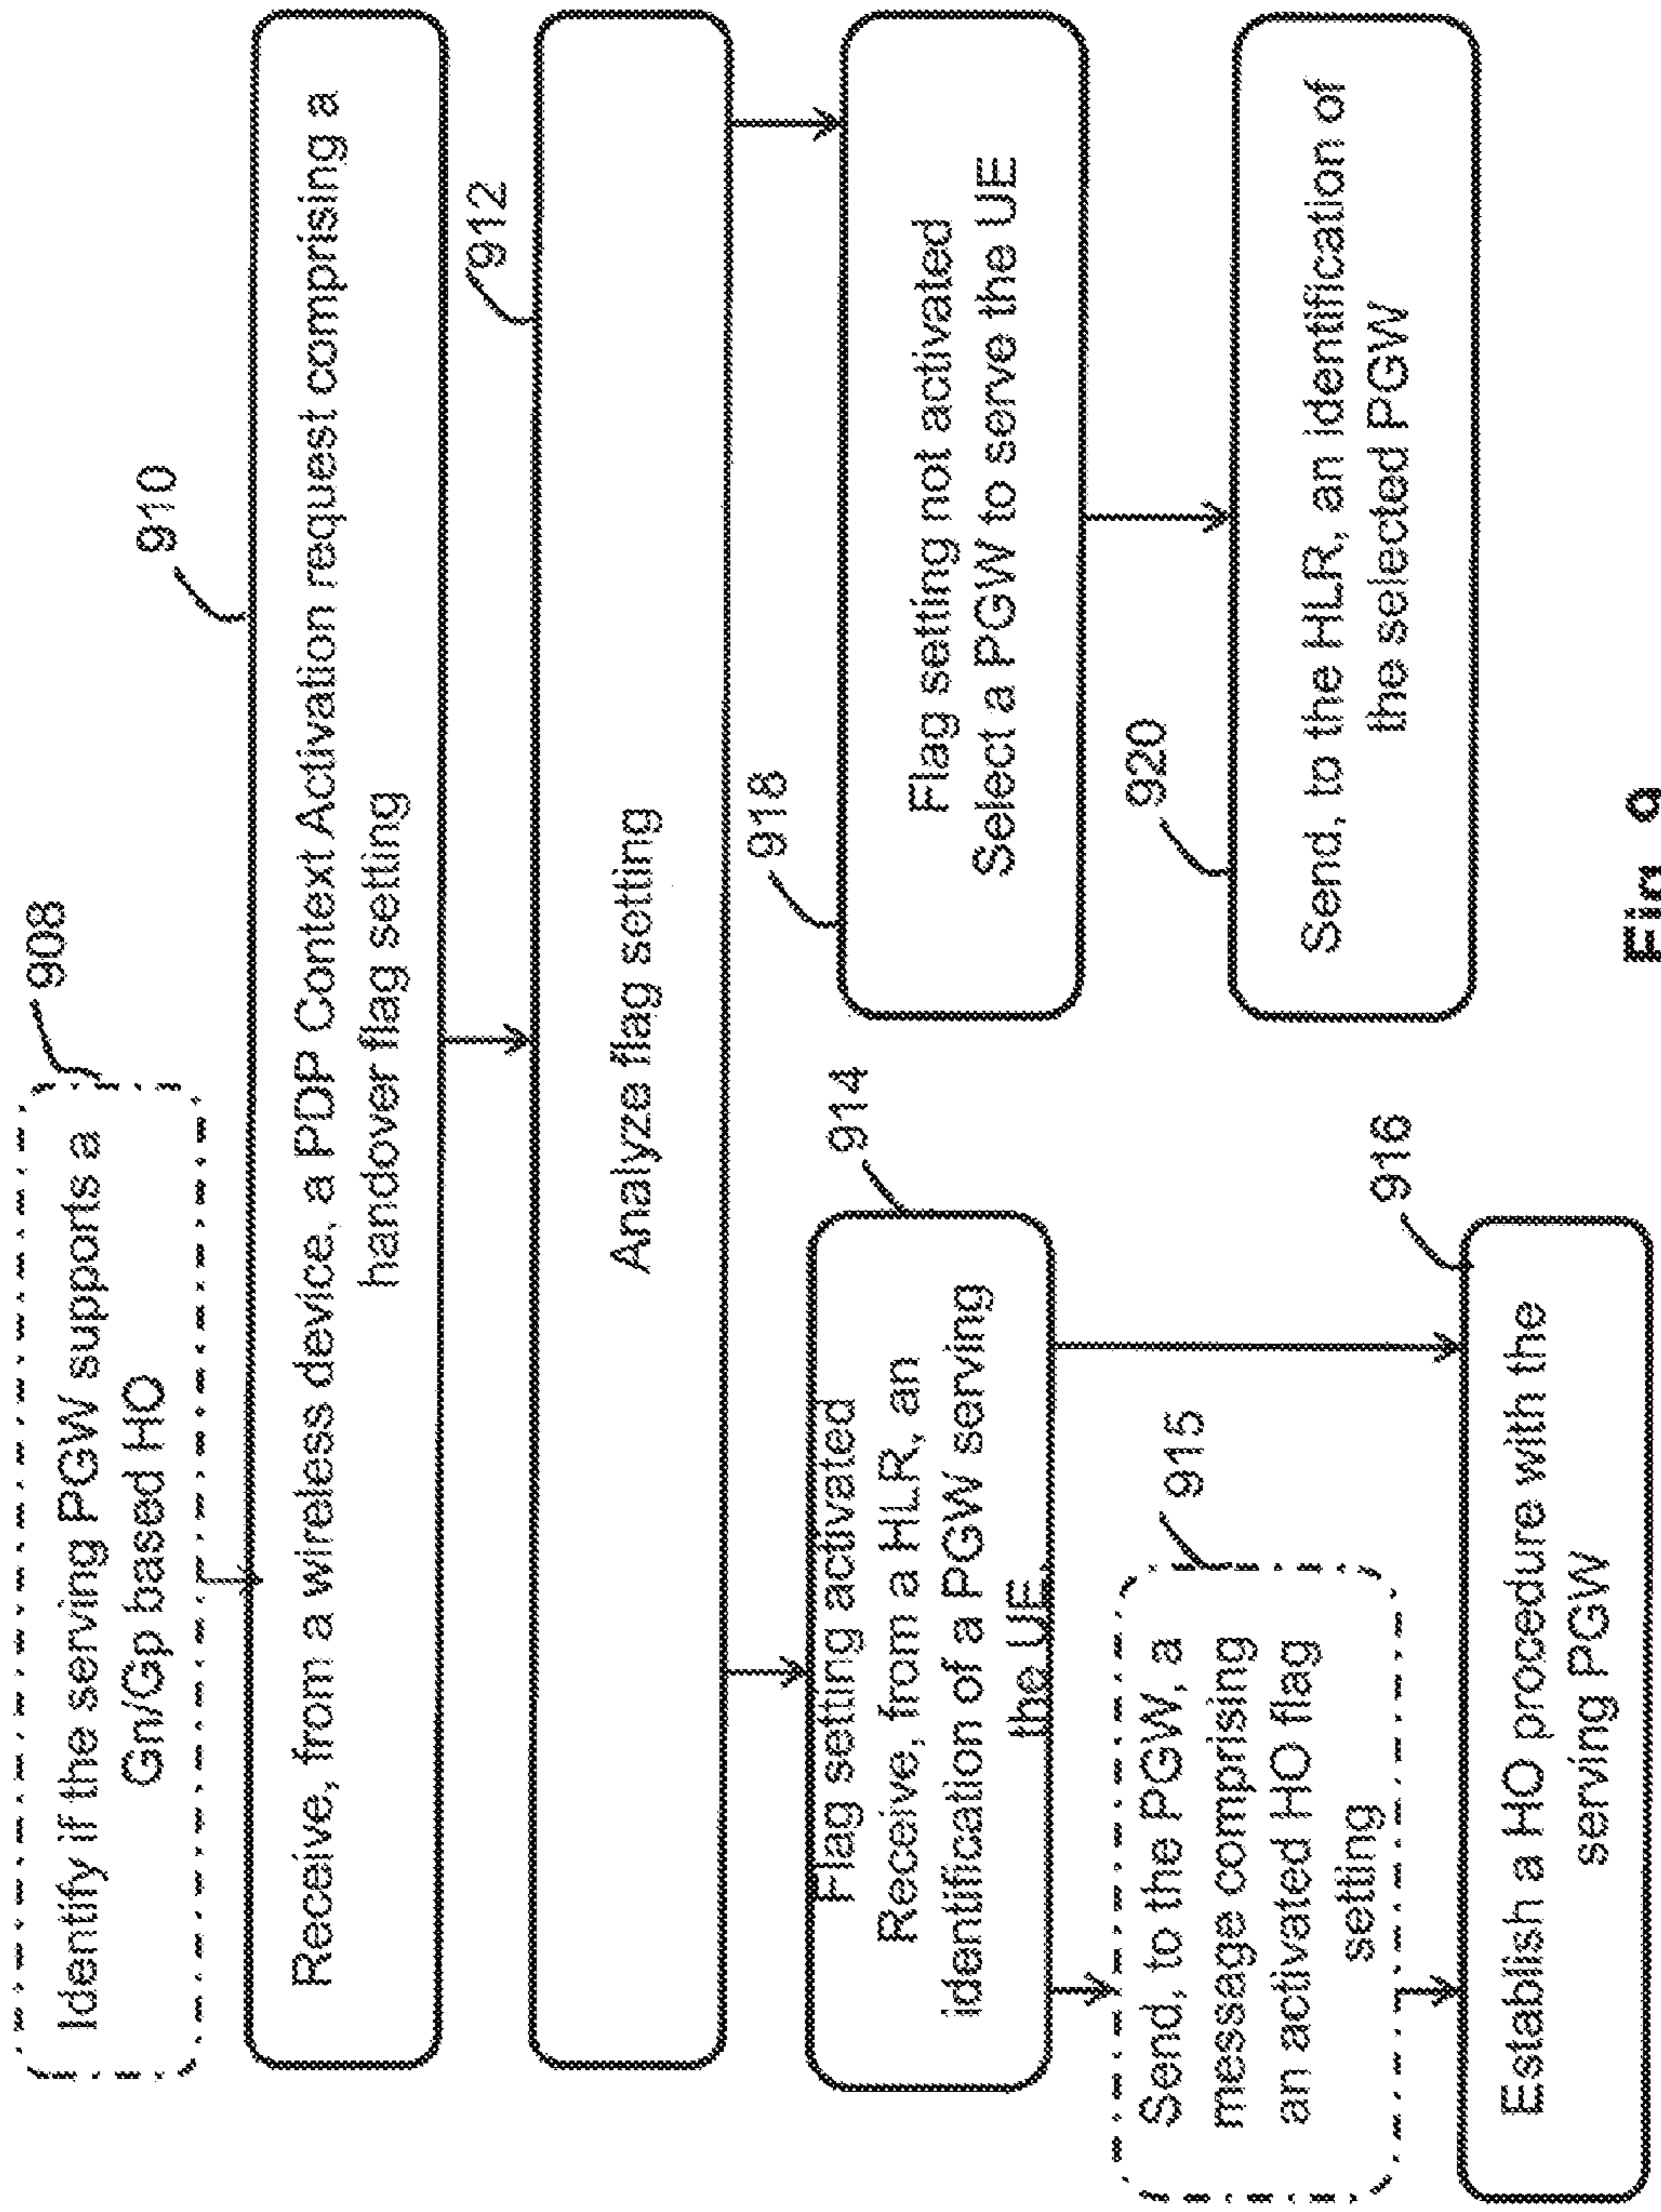 908
Identify if the serving PGW supports a
Gn/Gp based HO
910
Receive, from a wireless device, a PDP Context Activation request comprising a
handover flag setting
912
Analyze flag setting
914
Flag setting activated
Receive, from a HLR, an
identification of a PGW serving
the UE
918
Flag setting not activated
Select a PGW to serve the UE
915
Send, to the PGW, a
message comprising
an activated HO flag
setting
920
Send, to the HLR, an identification of
the selected PGW
916
Establish a HO procedure with the
serving PGW
Fig. 9